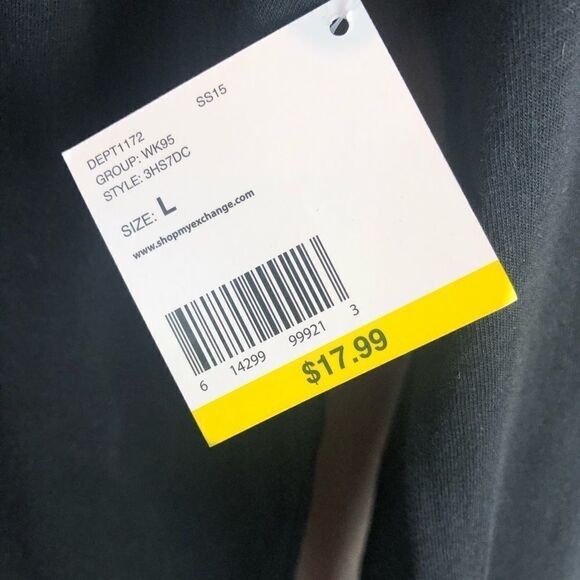 SS15
DEPT1172
GROUP: WK95
STYLE: 3HS7DC
SIZE: L
www.shopmyexchange.com
6 14299 99921 3
$17.99